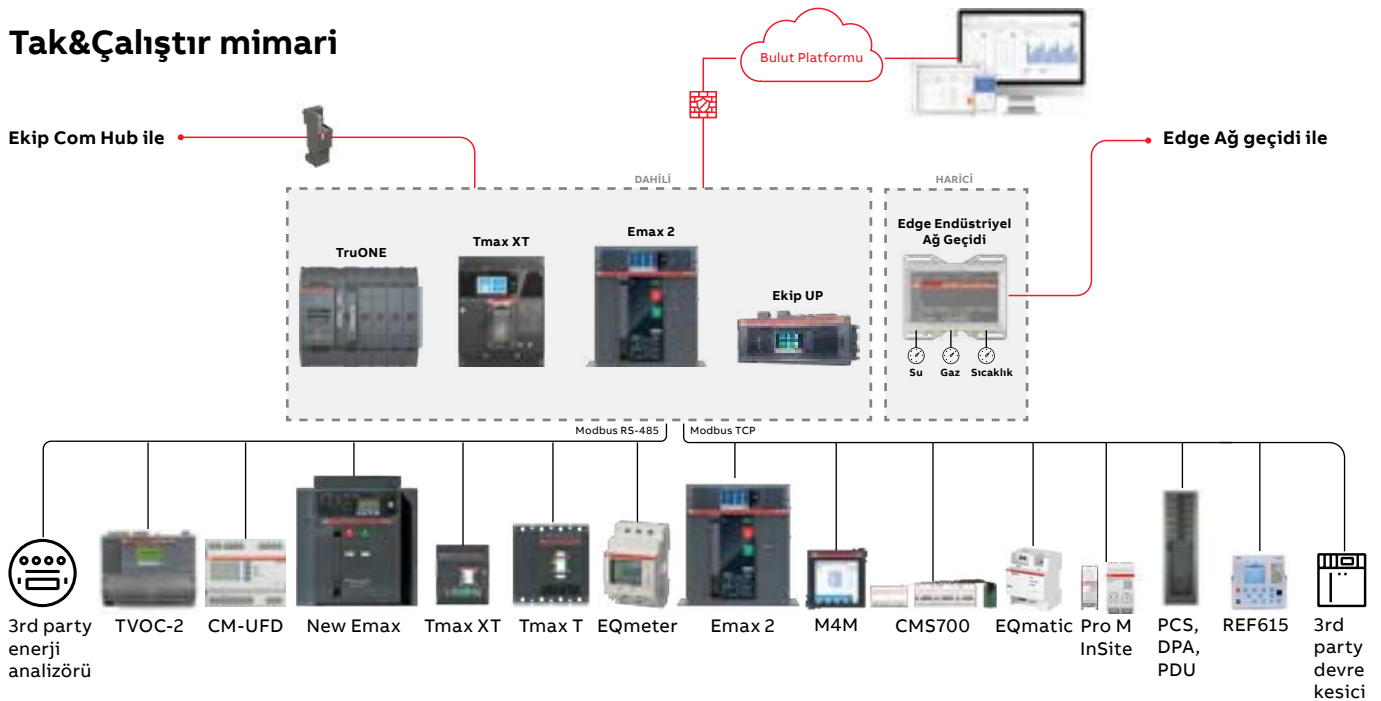 Tak&Çalıştır mimari
Bulut Platformu
Ekip Com Hub ile
Edge Ağ geçidi ile
DAHİLİ
HARİCİ
TruONE
Tmax XT
Emax 2
Ekip UP
Edge Endüstriyel
Ağ Geçidi
Su
Gaz
Sıcaklık
Modbus RS-485
Modbus TCP
3rd party
enerji
analizörü
TVOC-2
CM-UFD
New Emax
Tmax XT
Tmax T
EQmeter
Emax 2
M4M
CMS700
EQmatic
Pro M
InSite
PCS,
DPA,
PDU
REF615
3rd
party
devre
kesici